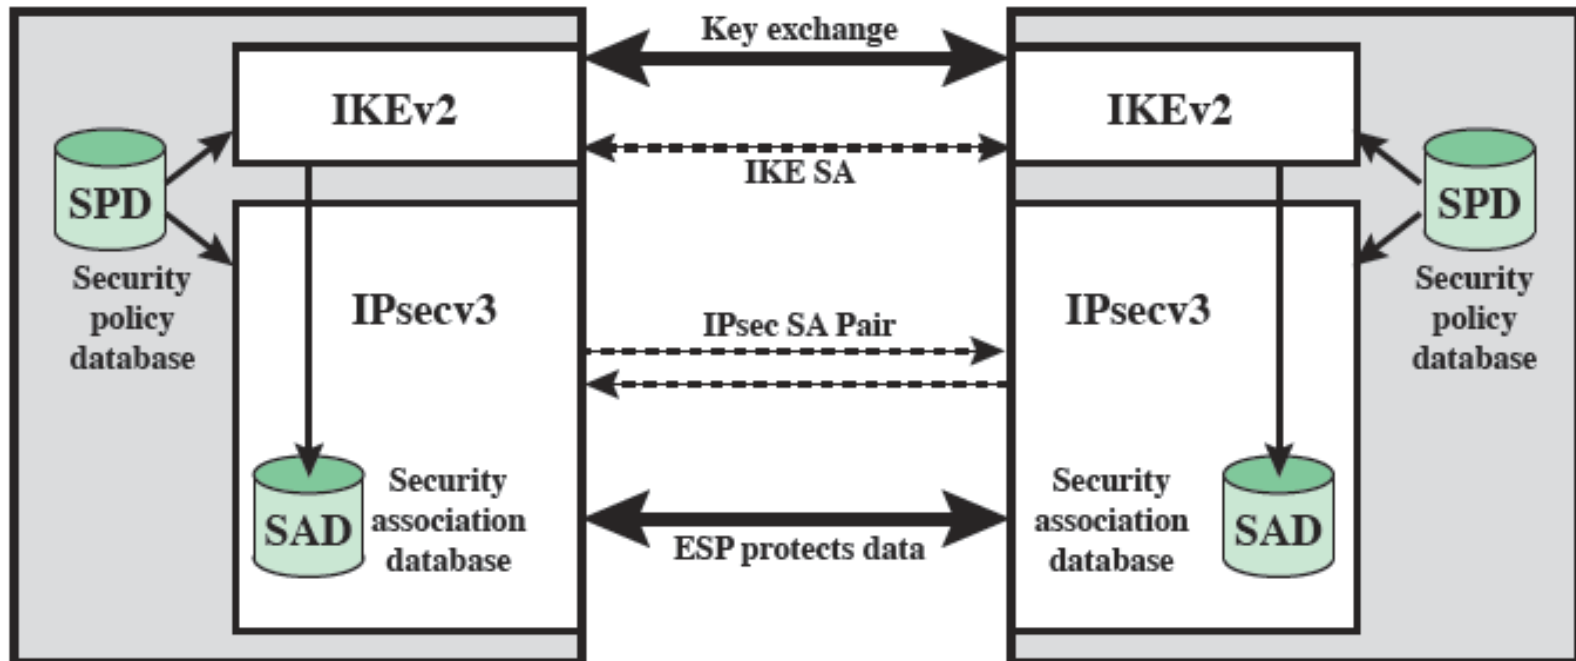 Key exchange
IKEv2
IKEv2
IKE SA
SPD
SPD
Security
policy
database
Security
policy
database
IPsecv3
IPsecv3
IPsec SA Pair
SAD
Security
association
database
ESP protects data
Security
association
database
SAD